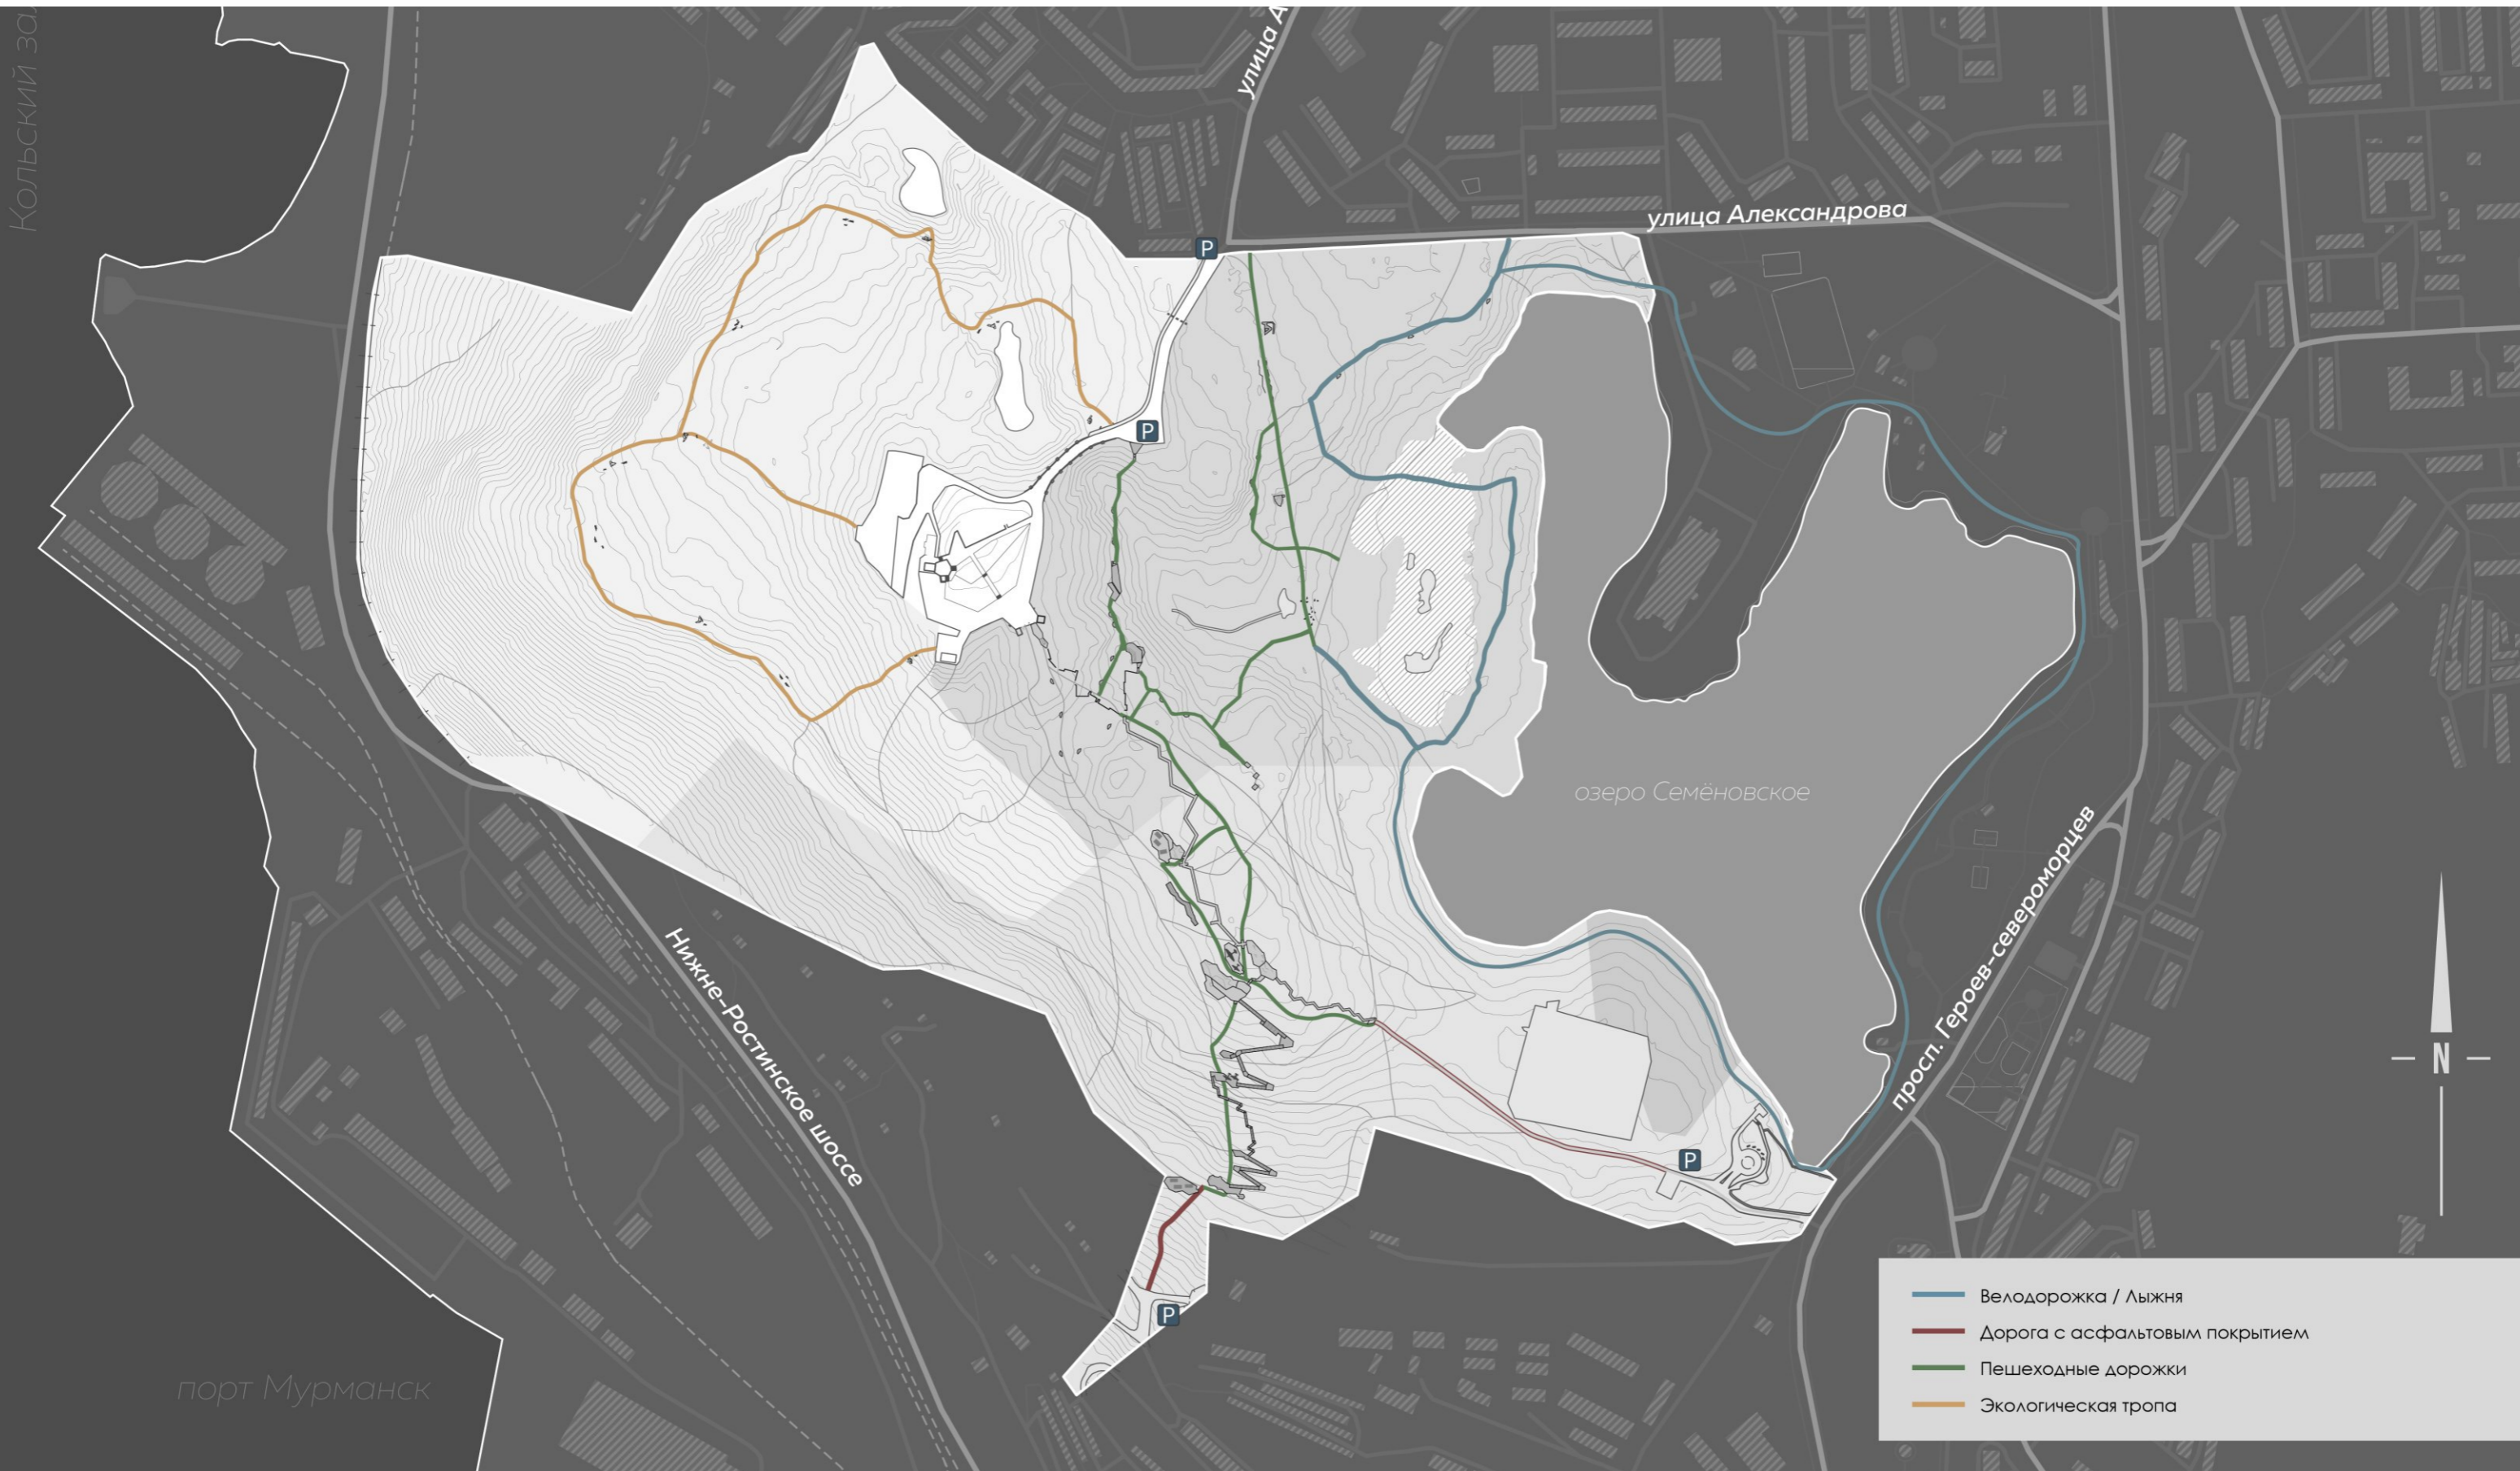 Кольский
улица
улица Александрова
P
P
озеро Семёновское
просп. Героев-североморцев
Нижне-Ростинское шоссе
N
P
P
порт Мурманск
Велодорожка / Лыжня
Дорога с асфальтовым покрытием
Пешеходные дорожки
Экологическая тропа